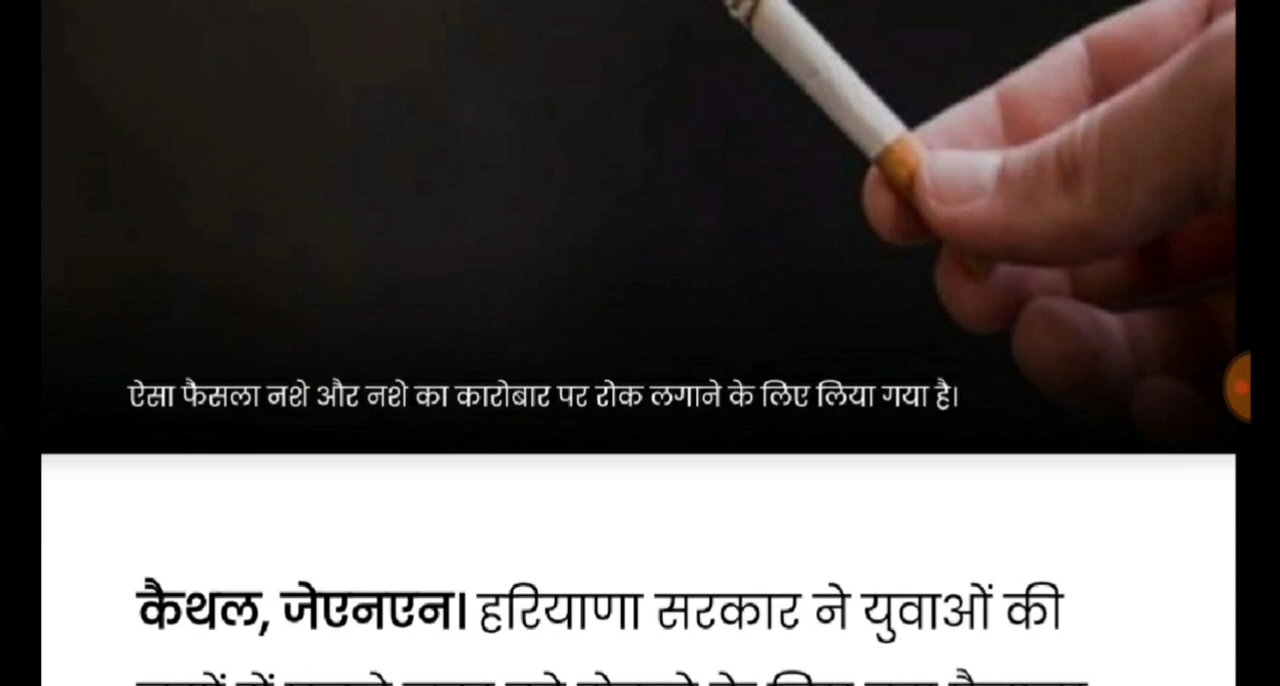 ऐसा फैसला नशे और नशे का कारोबार पर रोक लगाने के लिए लिया गया है।
कैथल, जेएनएन। हरियाणा सरकार ने युवाओं की